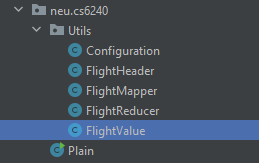 neu.cs6240
Utils
Configuration
FlightHeader
FlightMapper
FlightReducer
FlightValue
Plain